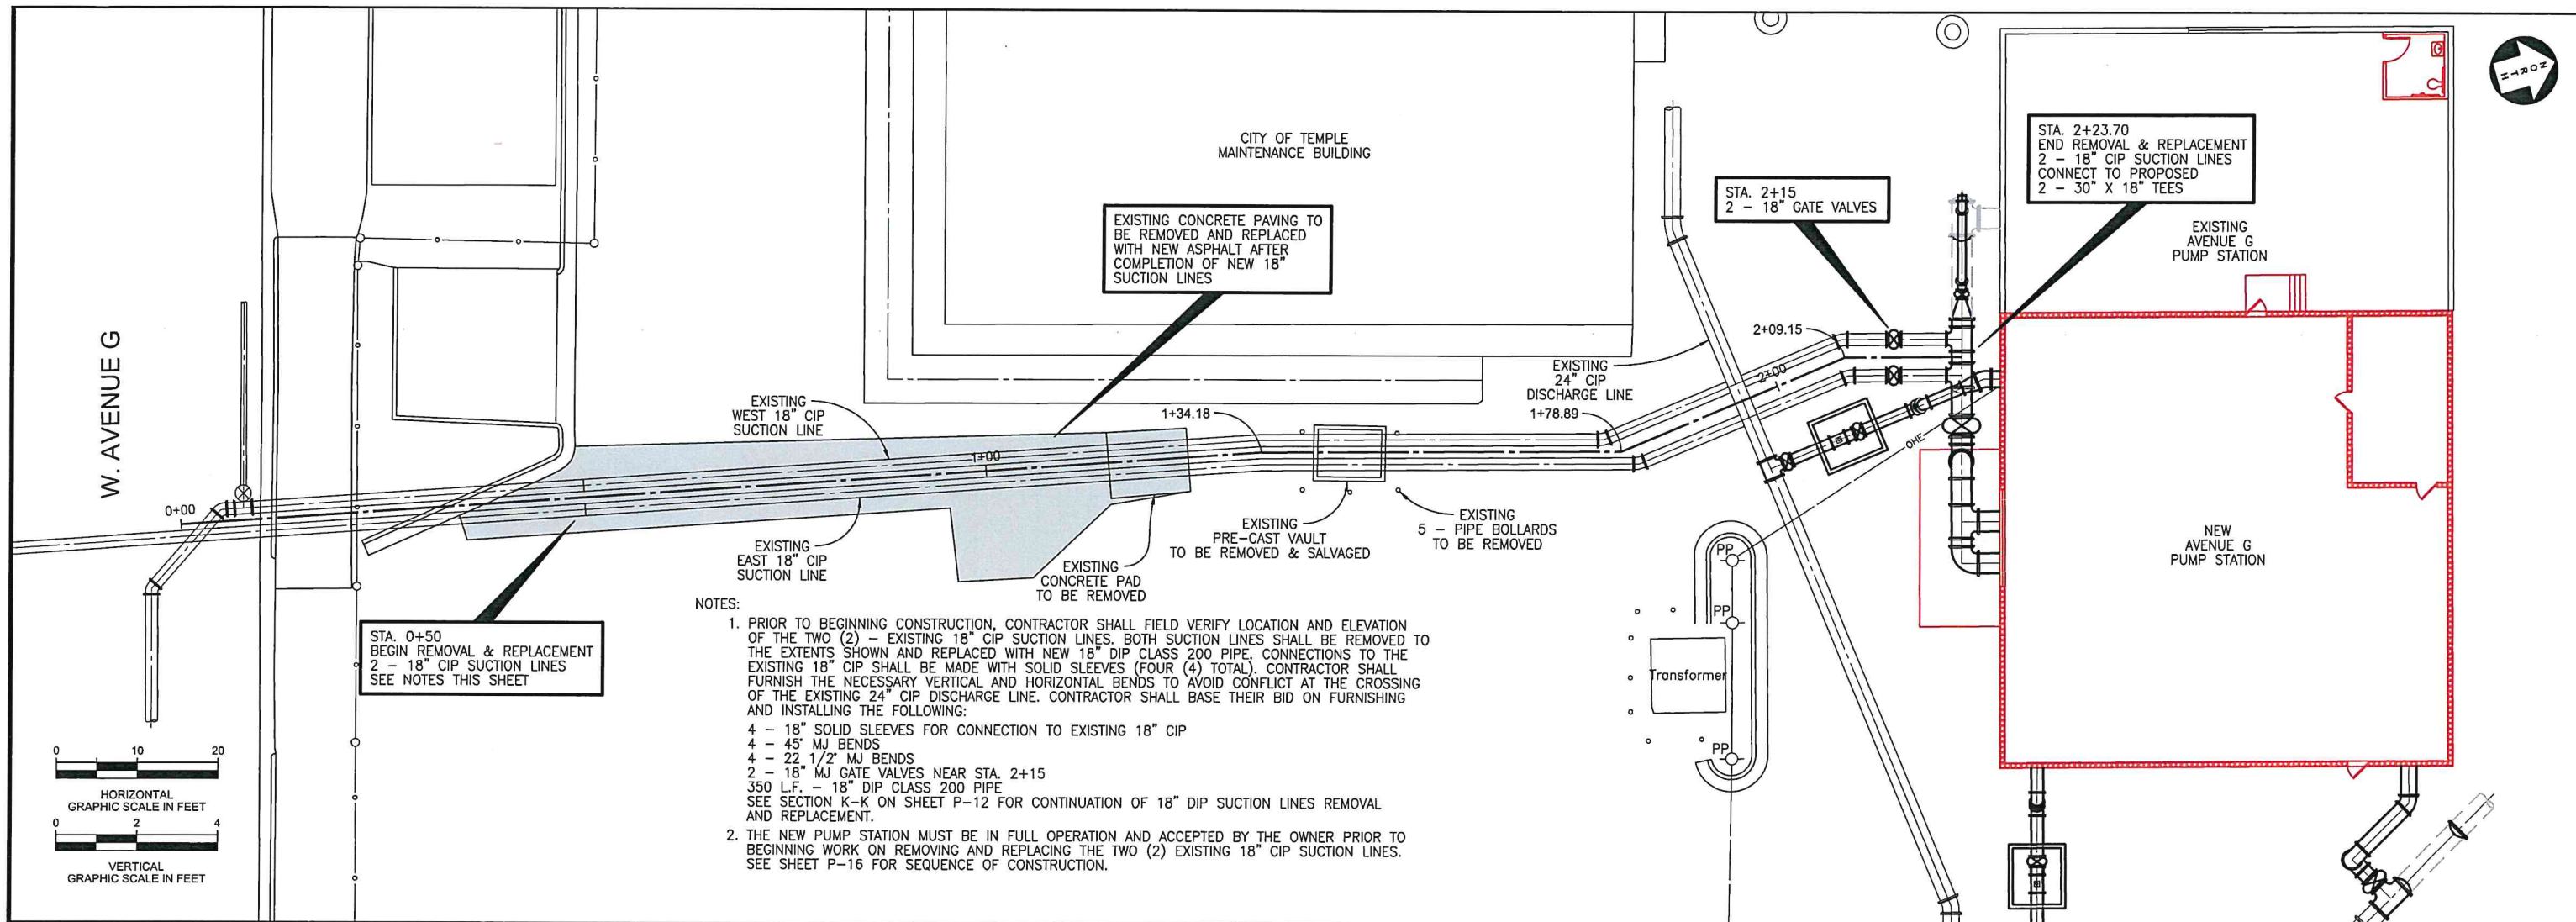 W. AVENUE G
0+00
EXISTING
WEST 18" CIP
SUCTION LINE
EXISTING
EAST 18" CIP
SUCTION LINE
STA. 0+50
BEGIN REMOVAL & REPLACEMENT
2 - 18" CIP SUCTION LINES
SEE NOTES THIS SHEET
0 10 20
HORIZONTAL
GRAPHIC SCALE IN FEET
0 2 4
VERTICAL
GRAPHIC SCALE IN FEET
CITY OF TEMPLE
MAINTENANCE BUILDING
EXISTING CONCRETE PAVING TO
BE REMOVED AND REPLACED
WITH NEW ASPHALT AFTER
COMPLETION OF NEW 18"
SUCTION LINES
1+00
1+34.18
EXISTING
CONCRETE PAD
TO BE REMOVED
EXISTING
PRE-CAST VAULT
TO BE REMOVED & SALVAGED
EXISTING
5 - PIPE BOLLARDS
TO BE REMOVED
1+78.89
EXISTING
24" CIP
DISCHARGE LINE
2+00
2+09.15
STA. 2+15
2 - 18" GATE VALVES
STA. 2+23.70
END REMOVAL & REPLACEMENT
2 - 18" CIP SUCTION LINES
CONNECT TO PROPOSED
2 - 30" X 18" TEES
NORTH
EXISTING
AVENUE G
PUMP STATION
NEW
AVENUE G
PUMP STATION
OHE
PP
PP
PP
Transformer
NOTES:
1. PRIOR TO BEGINNING CONSTRUCTION, CONTRACTOR SHALL FIELD VERIFY LOCATION AND ELEVATION
OF THE TWO (2) - EXISTING 18" CIP SUCTION LINES. BOTH SUCTION LINES SHALL BE REMOVED TO
THE EXTENTS SHOWN AND REPLACED WITH NEW 18" DIP CLASS 200 PIPE. CONNECTIONS TO THE
EXISTING 18" CIP SHALL BE MADE WITH SOLID SLEEVES (FOUR (4) TOTAL). CONTRACTOR SHALL
FURNISH THE NECESSARY VERTICAL AND HORIZONTAL BENDS TO AVOID CONFLICT AT THE CROSSING
OF THE EXISTING 24" CIP DISCHARGE LINE. CONTRACTOR SHALL BASE THEIR BID ON FURNISHING
AND INSTALLING THE FOLLOWING:
4 - 18" SOLID SLEEVES FOR CONNECTION TO EXISTING 18" CIP
4 - 45° MJ BENDS
4 - 22 1/2° MJ BENDS
2 - 18" MJ GATE VALVES NEAR STA. 2+15
350 L.F. - 18" DIP CLASS 200 PIPE
SEE SECTION K-K ON SHEET P-12 FOR CONTINUATION OF 18" DIP SUCTION LINES REMOVAL
AND REPLACEMENT.
2. THE NEW PUMP STATION MUST BE IN FULL OPERATION AND ACCEPTED BY THE OWNER PRIOR TO
BEGINNING WORK ON REMOVING AND REPLACING THE TWO (2) EXISTING 18" CIP SUCTION LINES.
SEE SHEET P-16 FOR SEQUENCE OF CONSTRUCTION.